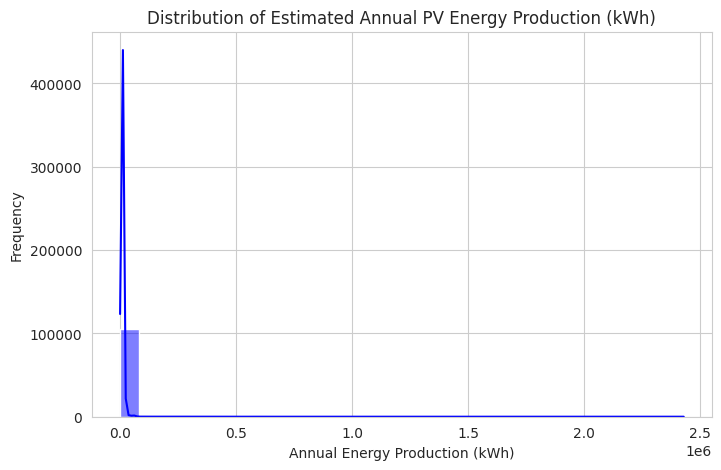 Distribution of Estimated Annual PV Energy Production (kWh)
Frequency
400000
300000
200000
100000
0
0.0 0.5 1.0 1.5 2.0 2.5
1e6
Annual Energy Production (kWh)